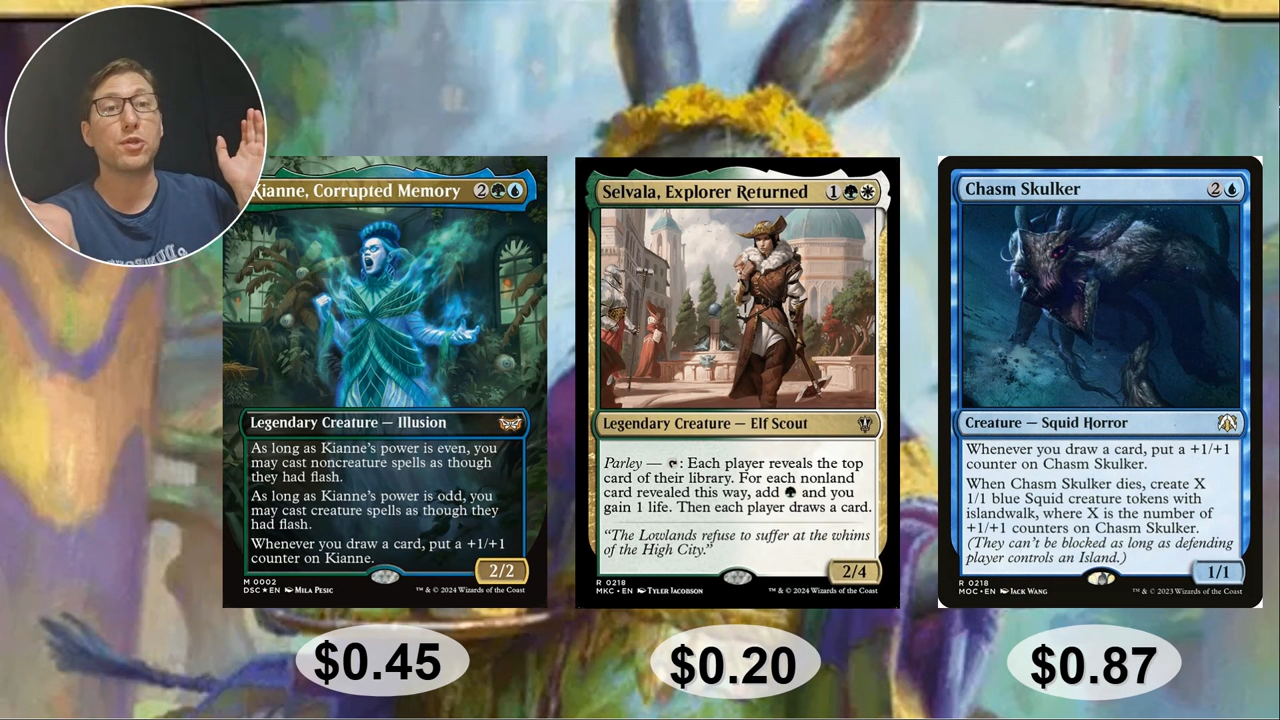 Kianne, Corrupted Memory 2
Legendary Creature — Illusion
As long as Kianne's power is even, you
may cast noncreature spells as though
they had flash.
As long as Kianne's power is odd, you
may cast creature spells as though they
had flash.
Whenever you draw a card, put a +1/+1
counter on Kianne.
2/2
M 0002
DSC ★ EN Mila Pesic
™ & © 2024 Wizards of the Coast
$0.45
Selvala, Explorer Returned 1
Legendary Creature — Elf Scout
Parley — : Each player reveals the top
card of their library. For each nonland
card revealed this way, add and you
gain 1 life. Then each player draws a card.
"The Lowlands refuse to suffer at the whims
of the High City."
2/4
R 0218
MKC • EN Tyler Jacobson
™ & © 2024 Wizards of the Coast
$0.20
Chasm Skulker 2
Creature — Squid Horror
Whenever you draw a card, put a +1/+1
counter on Chasm Skulker.
When Chasm Skulker dies, create X
1/1 blue Squid creature tokens with
islandwalk, where X is the number of
+1/+1 counters on Chasm Skulker.
(They can't be blocked as long as defending
player controls an Island.)
1/1
R 0218
MOC • EN Jack Wang
™ & © 2023 Wizards of the Coast
$0.87